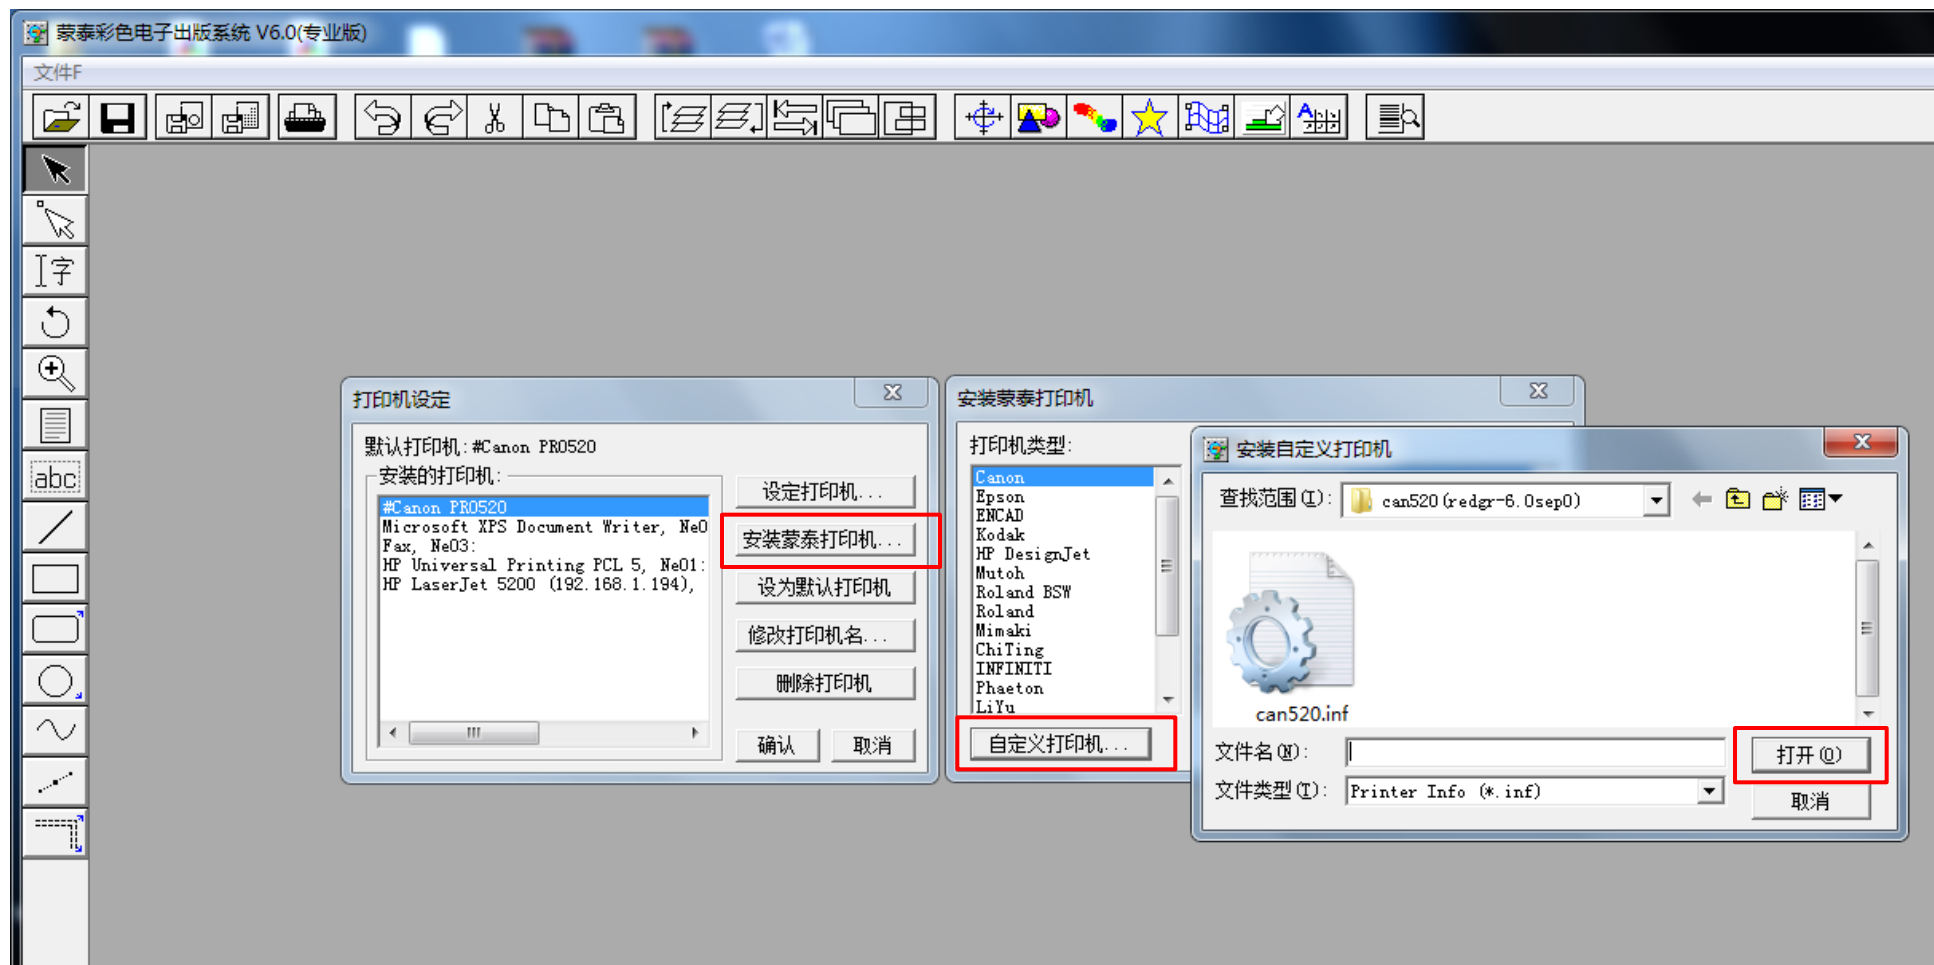 蒙泰彩色电子出版系统 V6.0(专业版)
文件F
字
abc
A
打印机设定
默认打印机:#Canon PRO520
安装的打印机:
#Canon PRO520
Microsoft XPS Document Writer, Ne0
Fax, Ne03:
HP Universal Printing PCL 5, Ne01:
HP LaserJet 5200 (192.168.1.194),
设定打印机...
安装蒙泰打印机...
设为默认打印机
修改打印机名...
删除打印机
确认
取消
安装蒙泰打印机
打印机类型:
Canon
Epson
ENCAD
Kodak
HP DesignJet
Mutoh
Roland BSW
Roland
Mimaki
ChiTing
INFINITI
Phaeton
LiYu
自定义打印机...
安装自定义打印机
查找范围(I):
can520(redgr-6.0sep0)
can520.inf
文件名(N):
打开(O)
文件类型(T):
Printer Info (*.inf)
取消